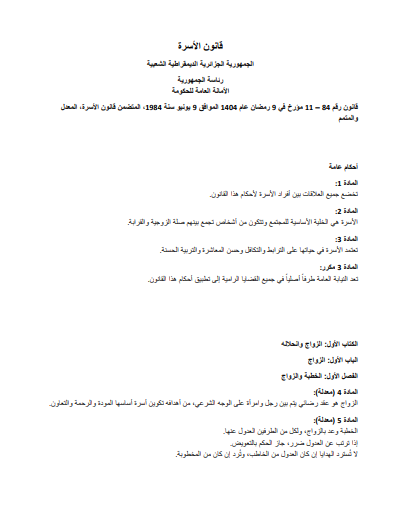 قانون الأسرة
الجمهورية الجزائرية الديمقراطية الشعبية
رئاسة الجمهورية
الأمانة العامة للحكومة
قانون رقم 84 – 11 مؤرخ في 9 رمضان عام 1404 الموافق 9 يونيو سنة 1984، المتضمن قانون الأسرة، المعدل
والمتمم
أحكام عامة
المادة 1:
تخضع جميع العلاقات بين أفراد الأسرة لأحكام هذا القانون.
المادة 2:
الأسرة هي الخلية الأساسية للمجتمع وتتكون من أشخاص تجمع بينهم صلة الزوجية والقرابة.
المادة 3:
تعتمد الأسرة في حياتها على الترابط والتكافل وحسن المعاشرة والتربية الحسنة.
المادة 3 مكرر:
تعد النيابة العامة طرفاً أصلياً في جميع القضايا الرامية إلى تطبيق أحكام هذا القانون.
الكتاب الأول: الزواج وانحلاله
الباب الأول: الزواج
الفصل الأول: الخطبة والزواج
المادة 4 (معدلة):
الزواج هو عقد رضائي يتم بين رجل وامرأة على الوجه الشرعي، من أهدافه تكوين أسرة أساسها المودة والرحمة والتعاون.
المادة 5 (معدلة):
الخطبة وعد بالزواج، ولكل من الطرفين العدول عنها.
إذا ترتب عن العدول ضرر، جاز الحكم بالتعويض.
لا تُسترد الهدايا إن كان العدول من الخاطب، وتُرد إن كان من المخطوبة.